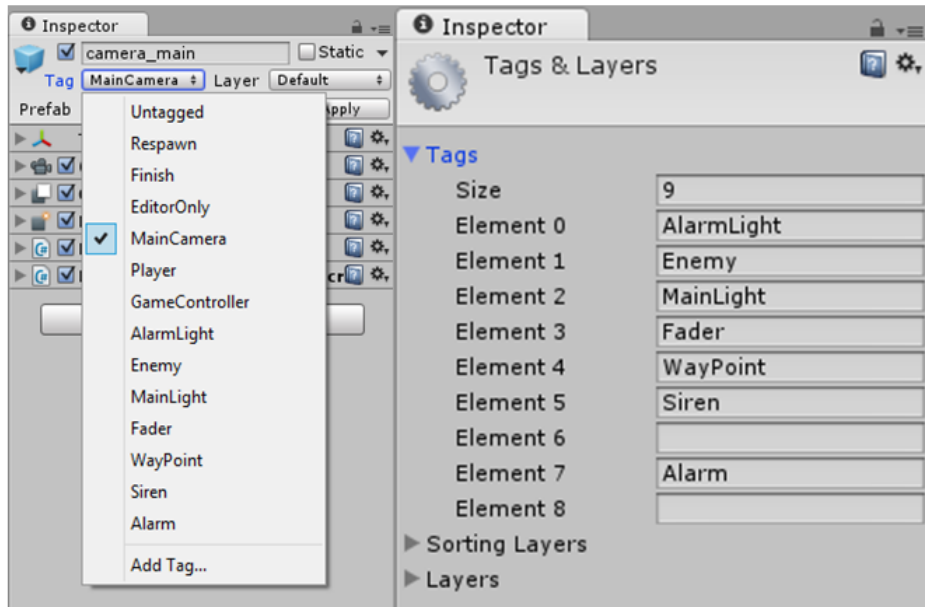 Inspector
camera_main Static
Tag MainCamera Layer Default
Prefab
Untagged
Respawn
Finish
EditorOnly
MainCamera
Player
GameController
AlarmLight
Enemy
MainLight
Fader
WayPoint
Siren
Alarm
Add Tag...
Inspector
Tags & Layers
Tags
Size 9
Element 0 AlarmLight
Element 1 Enemy
Element 2 MainLight
Element 3 Fader
Element 4 WayPoint
Element 5 Siren
Element 6
Element 7 Alarm
Element 8
Sorting Layers
Layers